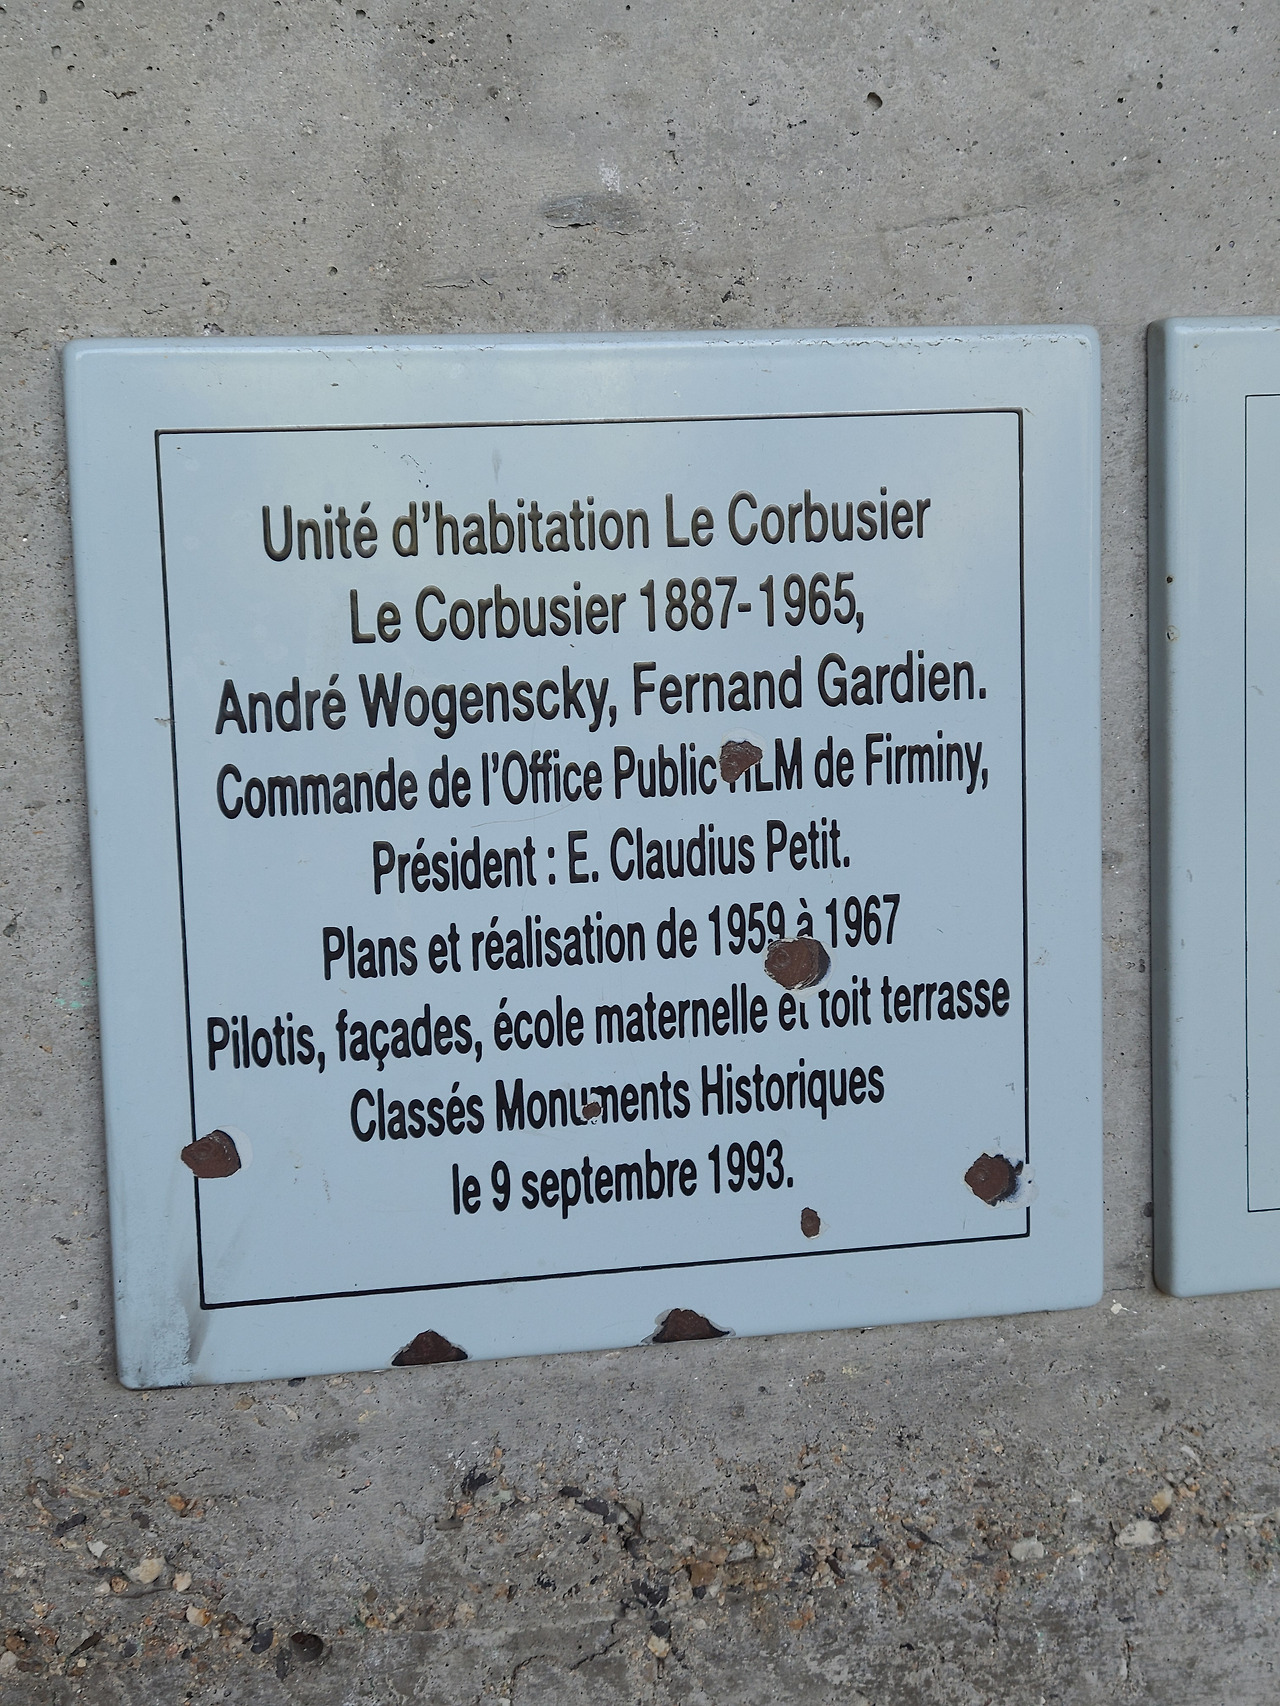 Unité d'habitation Le Corbusier
Le Corbusier 1887-1965,
André Wogenscky, Fernand Gardien.
Commande de l'Office Public HLM de Firminy,
Président : E. Claudius Petit.
Plans et réalisation de 1959 à 1967
Pilotis, façades, école maternelle et toit terrasse
Classés Monuments Historiques
le 9 septembre 1993.